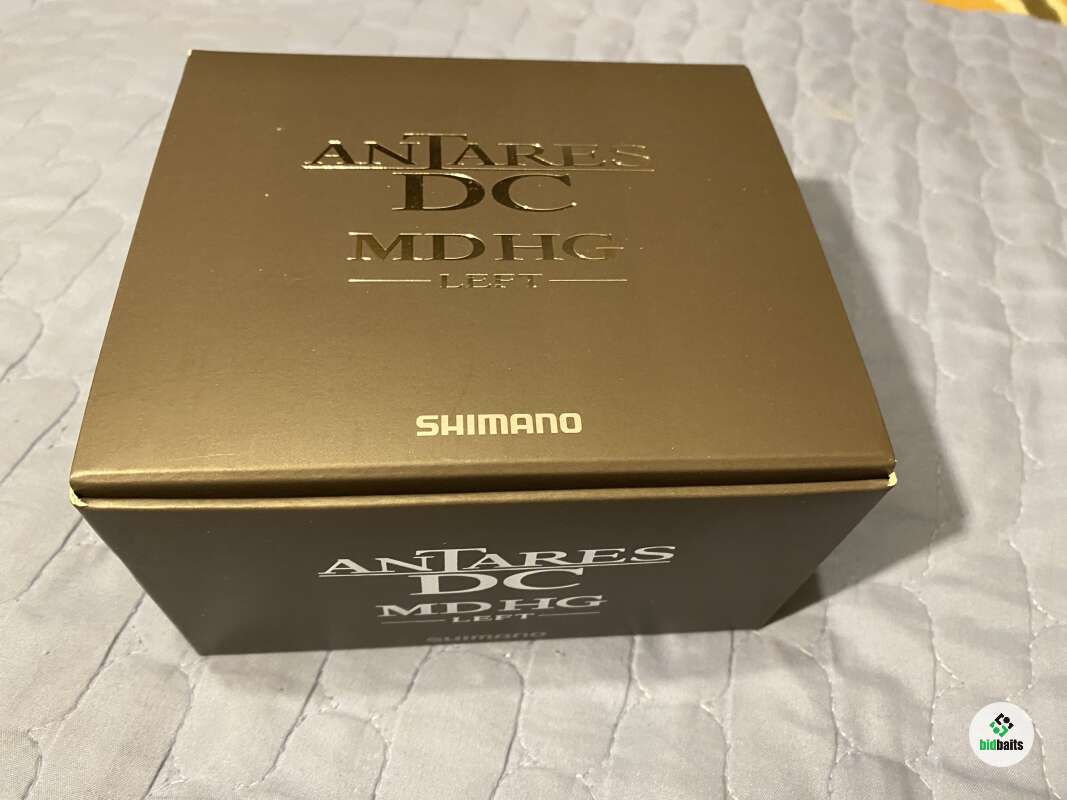 ANTARES
DC
MD HG
LEFT
SHIMANO
ANTARES
DC
MD HG
LEFT
SHIMANO
bidbaits